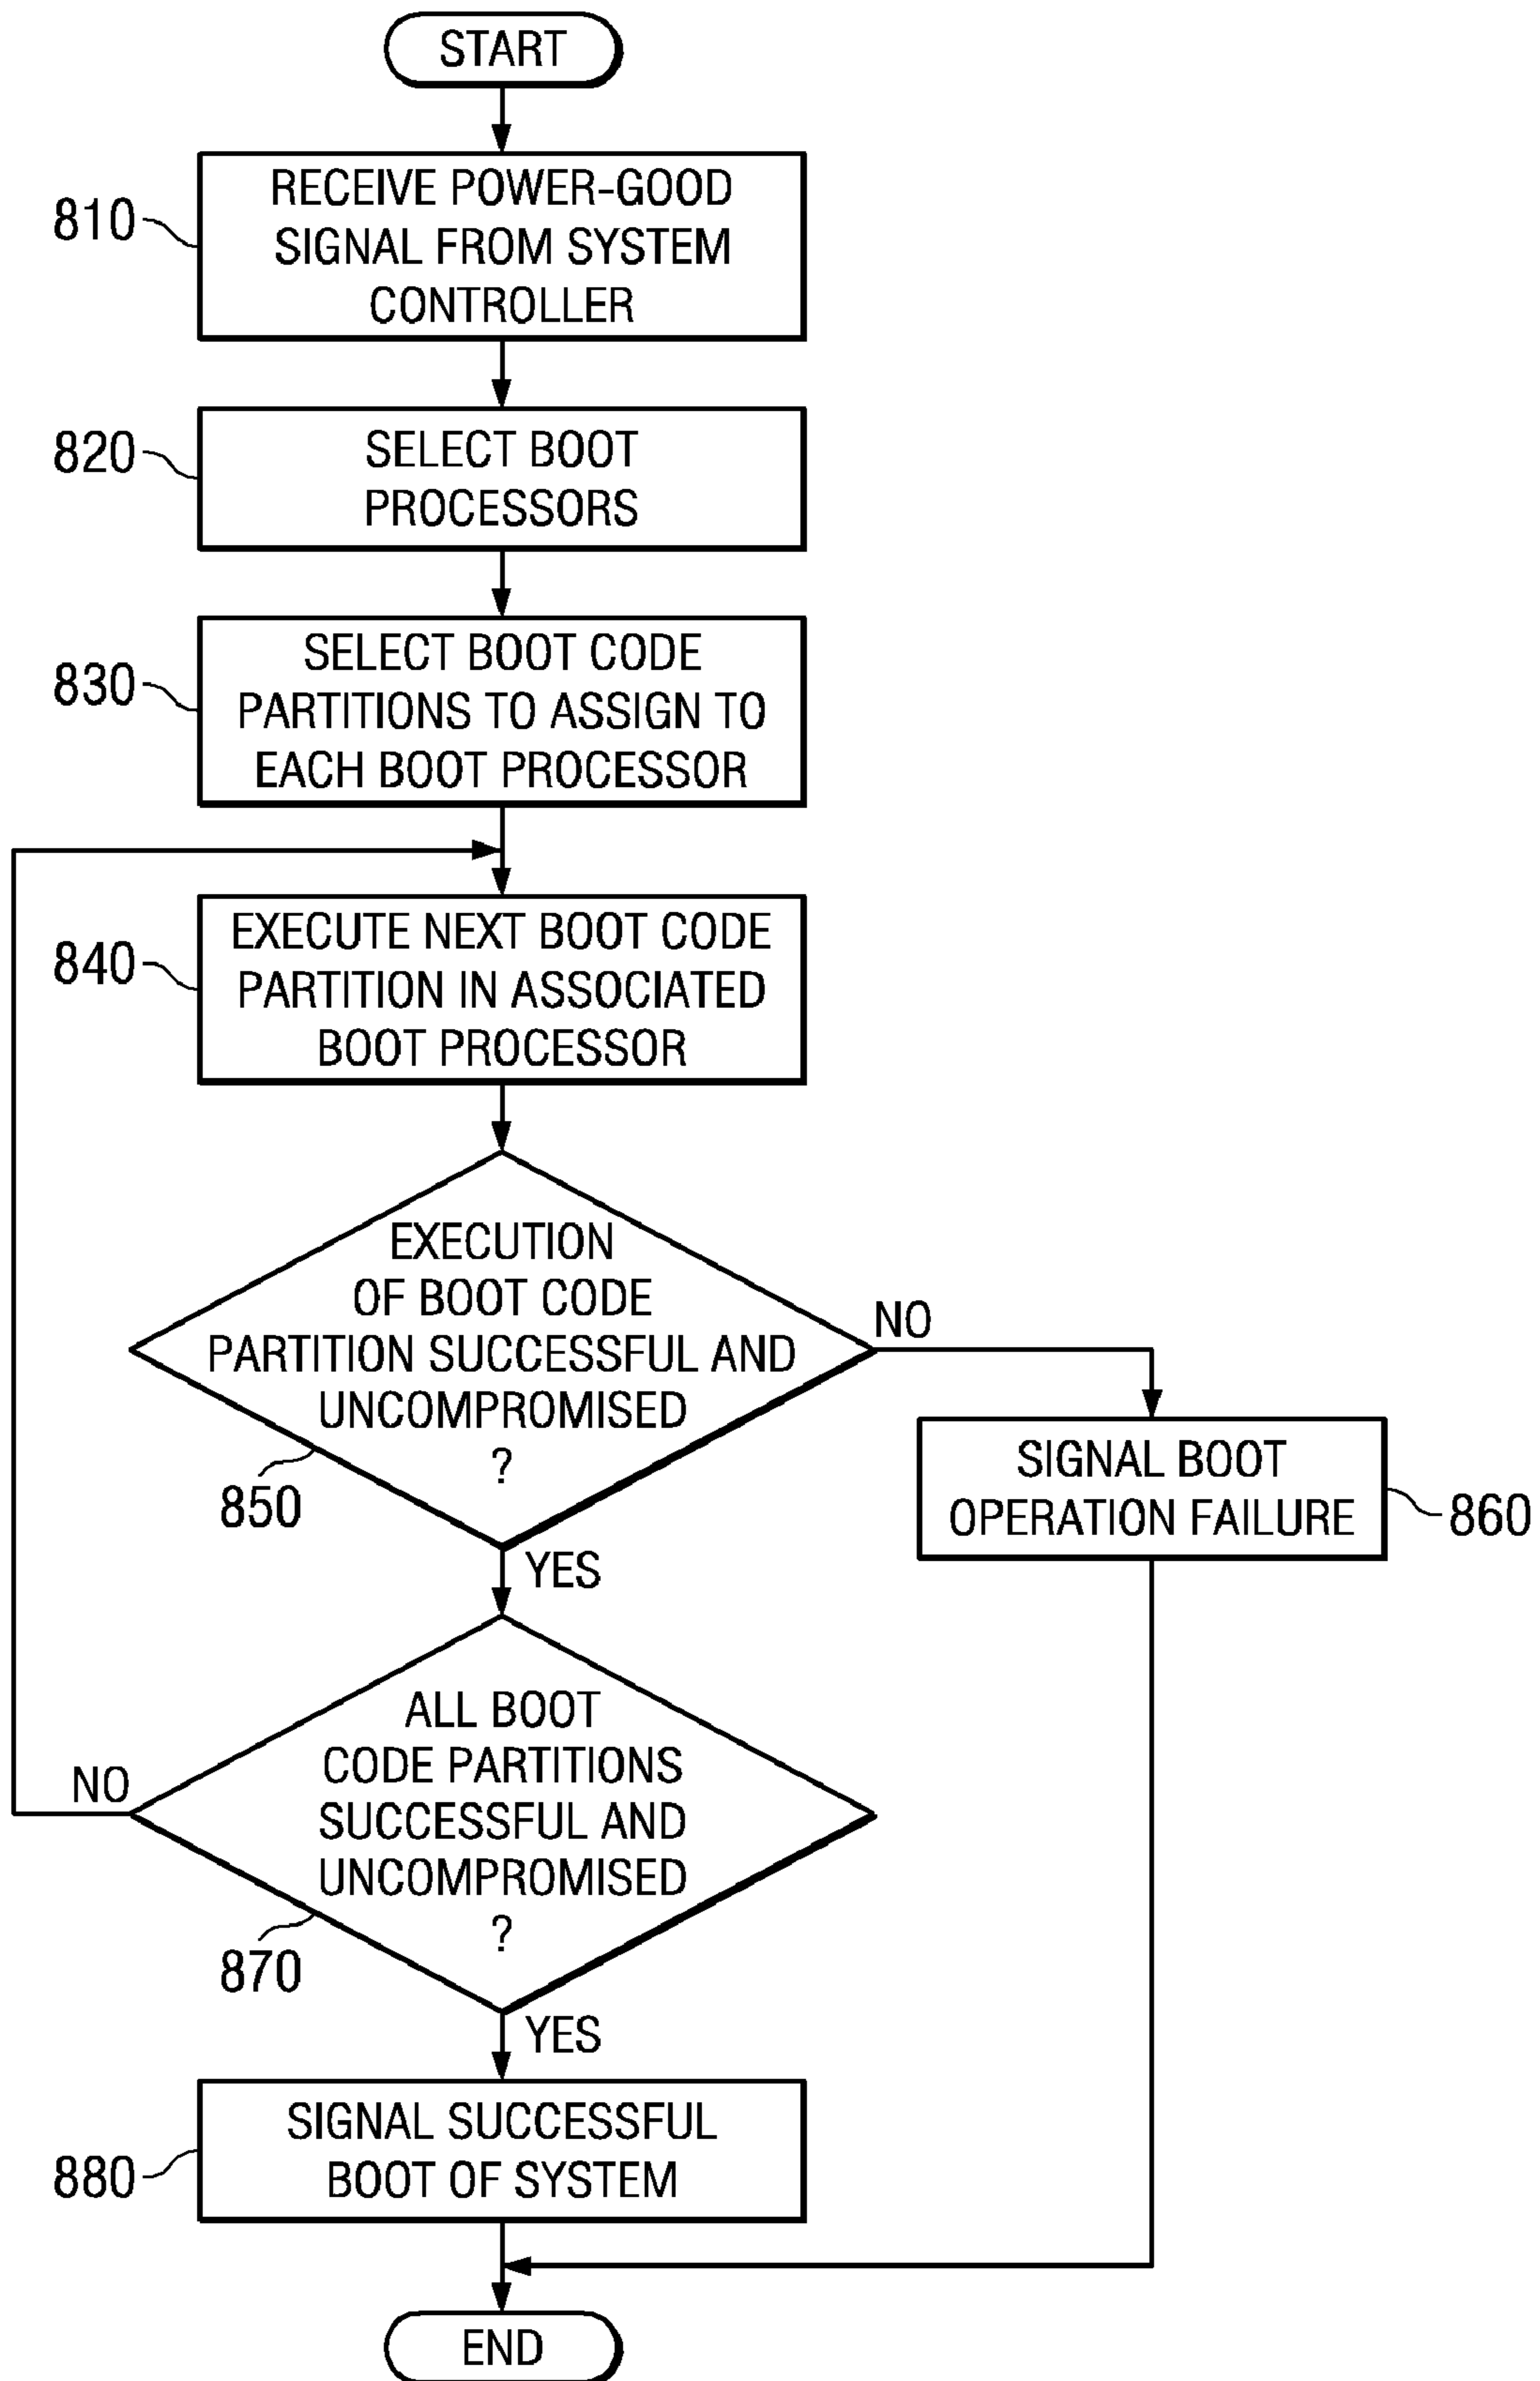 START
810
RECEIVE POWER-GOOD
SIGNAL FROM SYSTEM
CONTROLLER
820
SELECT BOOT
PROCESSORS
830
SELECT BOOT CODE
PARTITIONS TO ASSIGN TO
EACH BOOT PROCESSOR
840
EXECUTE NEXT BOOT CODE
PARTITION IN ASSOCIATED
BOOT PROCESSOR
EXECUTION
OF BOOT CODE
PARTITION SUCCESSFUL AND
UNCOMPROMISED
?
850
NO
YES
SIGNAL BOOT
OPERATION FAILURE
860
ALL BOOT
CODE PARTITIONS
SUCCESSFUL AND
UNCOMPROMISED
?
870
NO
YES
SIGNAL SUCCESSFUL
BOOT OF SYSTEM
880
END